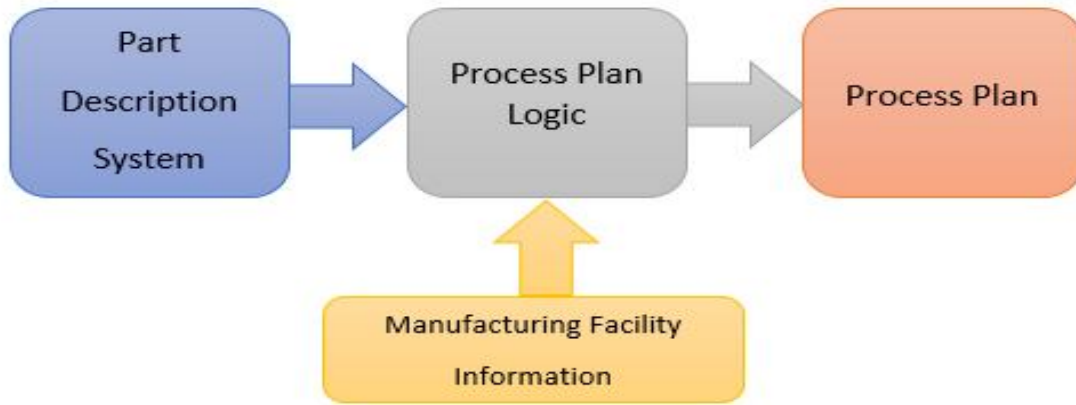 Part
Description
System
Process Plan
Logic
Process Plan
Manufacturing Facility
Information